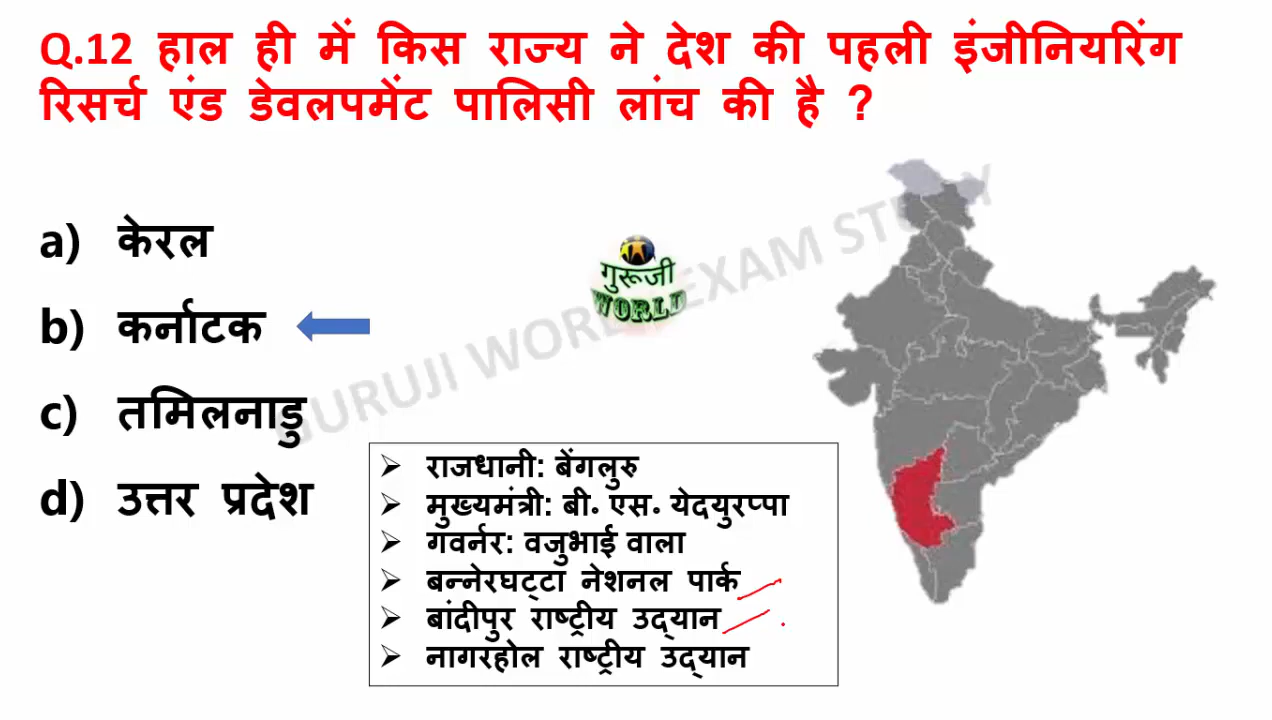 Q.12 हाल ही में किस राज्य ने देश की पहली इंजीनियरिंग
रिसर्च एंड डेवलपमेंट पालिसी लांच की है ?
a) केरल
b) कर्नाटक
c) तमिलनाडु
d) उत्तर प्रदेश
गुरूजी
WORLD
GURUJI WORLD EXAM STUDY
➢ राजधानी: बेंगलुरु
➢ मुख्यमंत्री: बी. एस. येदयुरप्पा
➢ गवर्नर: वजुभाई वाला
➢ बन्नेरघट्टा नेशनल पार्क
➢ बांदीपुर राष्ट्रीय उद्यान
➢ नागरहोल राष्ट्रीय उद्यान